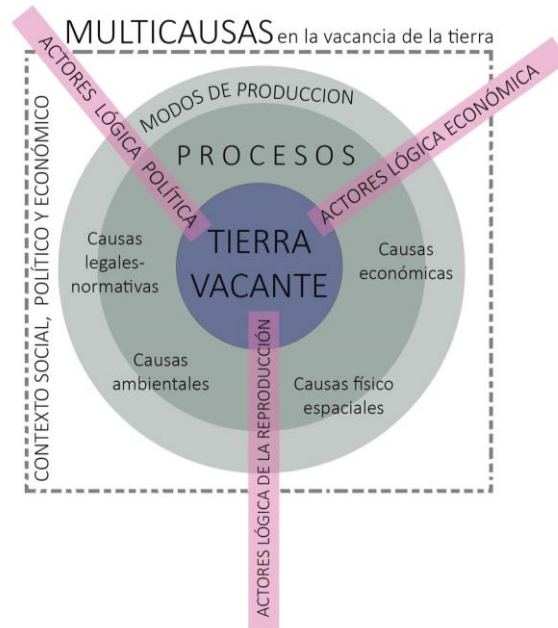 MULTICAUSAS en la vacancia de la tierra
CONTEXTO SOCIAL, POLÍTICO Y ECONÓMICO
ACTORES LÓGICA POLÍTICA
ACTORES LÓGICA ECONÓMICA
MODOS DE PRODUCCION
PROCESOS
TIERRA
VACANTE
Causas
legales-
normativas
Causas
económicas
Causas
ambientales
Causas físico
espaciales
ACTORES LÓGICA DE LA REPRODUCCIÓN